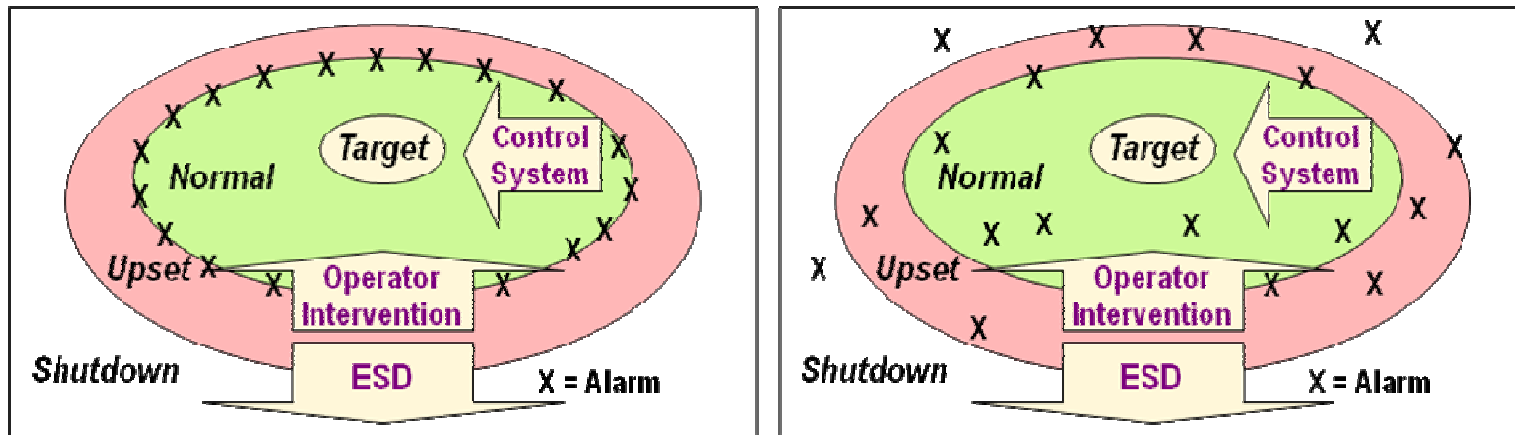 Target
Control
System
Normal
Upset
Operator
Intervention
Shutdown
ESD
X = Alarm
Target
Control
System
Normal
Upset
Operator
Intervention
Shutdown
ESD
X = Alarm